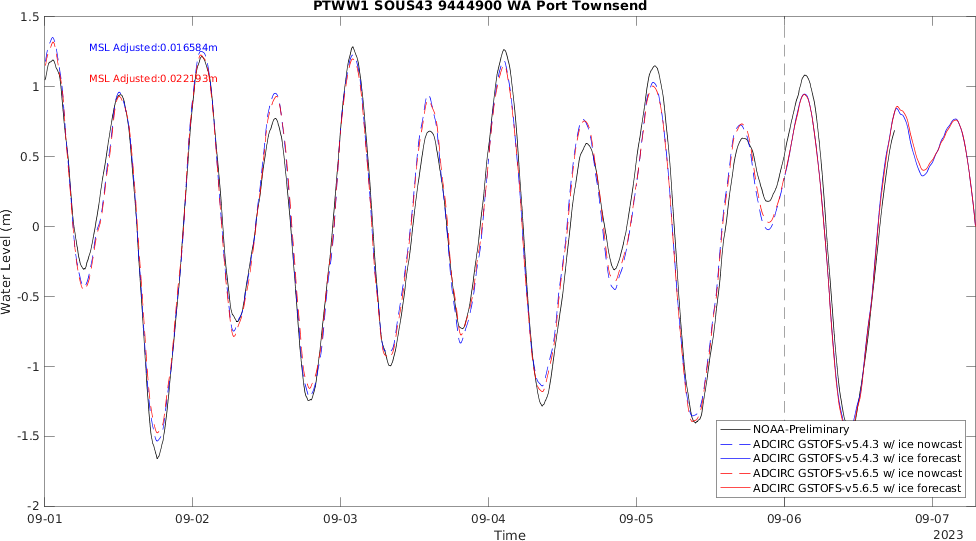 PTWW1 SOUS43 9444900 WA Port Townsend
1.5
MSL Adjusted:0.016584m
MSL Adjusted:0.022193m
1
0.5
0
-0.5
-1
-1.5
-2
Water Level (m)
NOAA-Preliminary
ADCIRC GSTOFS-v5.4.3 w/ ice nowcast
ADCIRC GSTOFS-v5.4.3 w/ ice forecast
ADCIRC GSTOFS-v5.6.5 w/ ice nowcast
ADCIRC GSTOFS-v5.6.5 w/ ice forecast
09-01 09-02 09-03 09-04 09-05 09-06 09-07
Time
2023